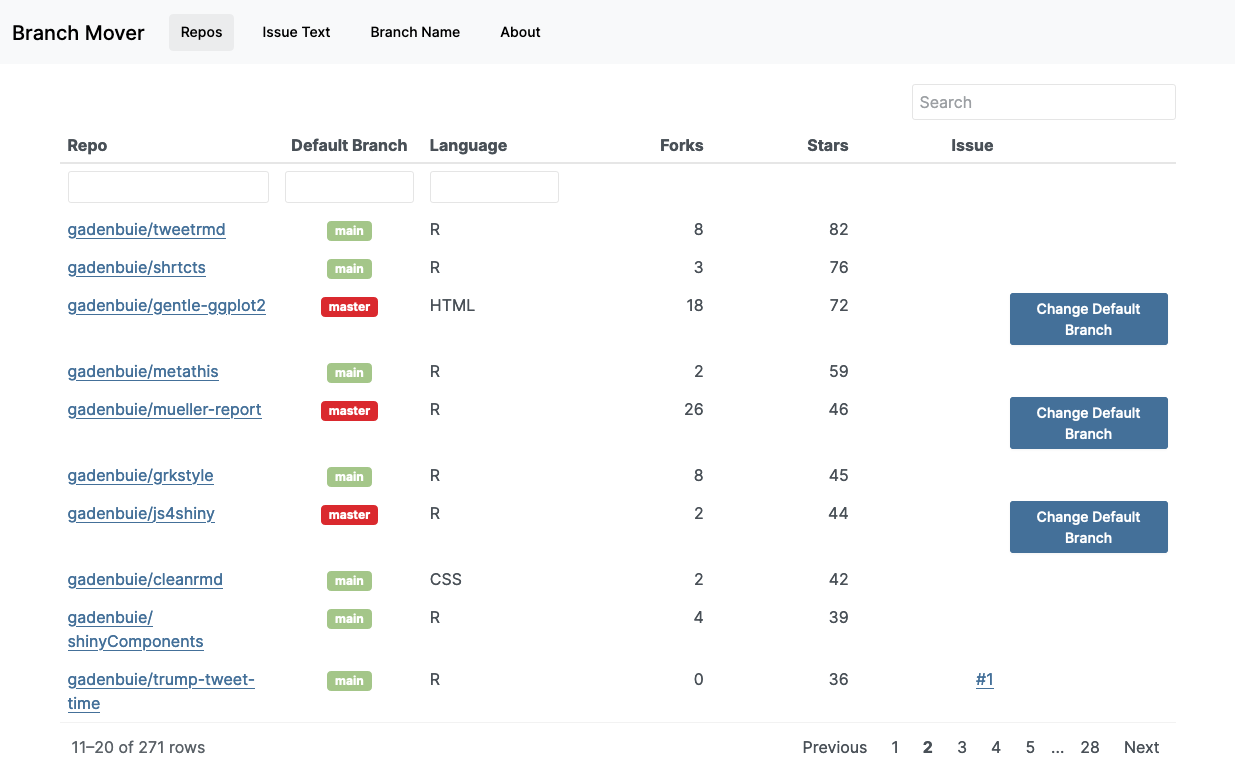 Branch Mover Repos Issue Text Branch Name About
Search
Repo Default Branch Language Forks Stars Issue
gadenbuie/tweetrmd main R 8 82
gadenbuie/shrtcts main R 3 76
gadenbuie/gentle-ggplot2 master HTML 18 72 Change Default
Branch
gadenbuie/metathis main R 2 59
gadenbuie/mueller-report master R 26 46 Change Default
Branch
gadenbuie/grkstyle main R 8 45
gadenbuie/js4shiny master R 2 44 Change Default
Branch
gadenbuie/cleanrmd main CSS 2 42
gadenbuie/ main R 4 39
shinyComponents
gadenbuie/trump-tweet- main R 0 36 #1
time
11–20 of 271 rows Previous 1 2 3 4 5 ... 28 Next